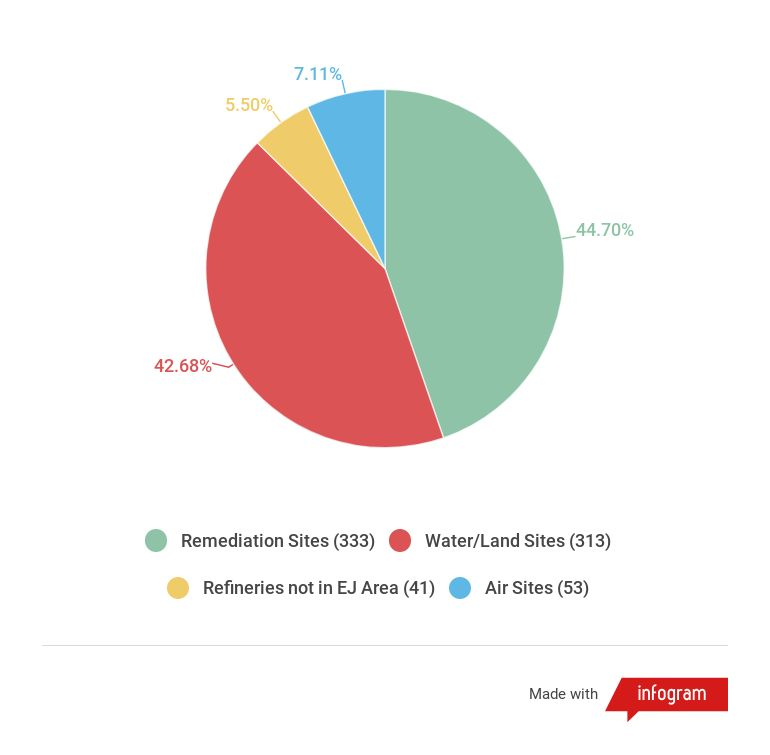 7.11%
5.50%
44.70%
42.68%
Remediation Sites (333) Water/Land Sites (313)
Refineries not in EJ Area (41) Air Sites (53)
Made with infogram